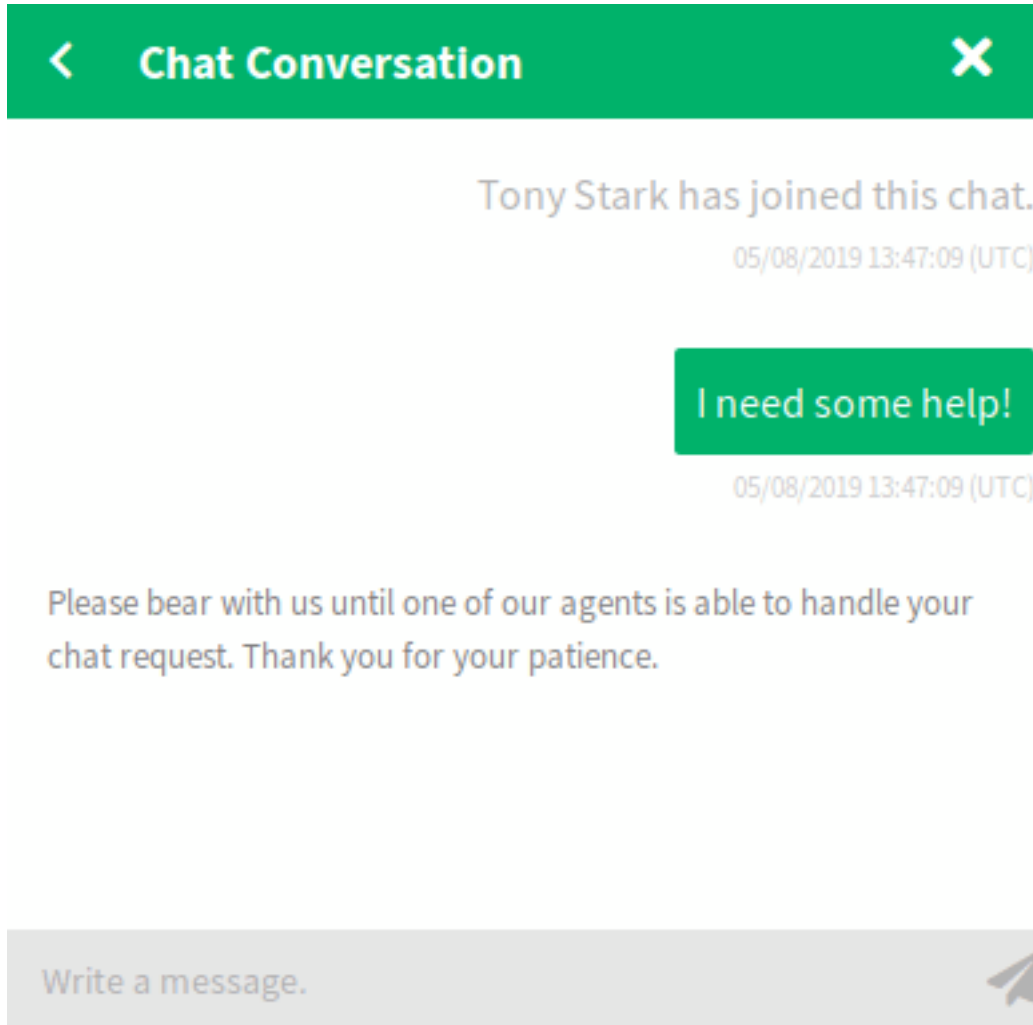 Chat Conversation
Tony Stark has joined this chat.
05/08/2019 13:47:09 (UTC)
I need some help!
05/08/2019 13:47:09 (UTC)
Please bear with us until one of our agents is able to handle your
chat request. Thank you for your patience.
Write a message.